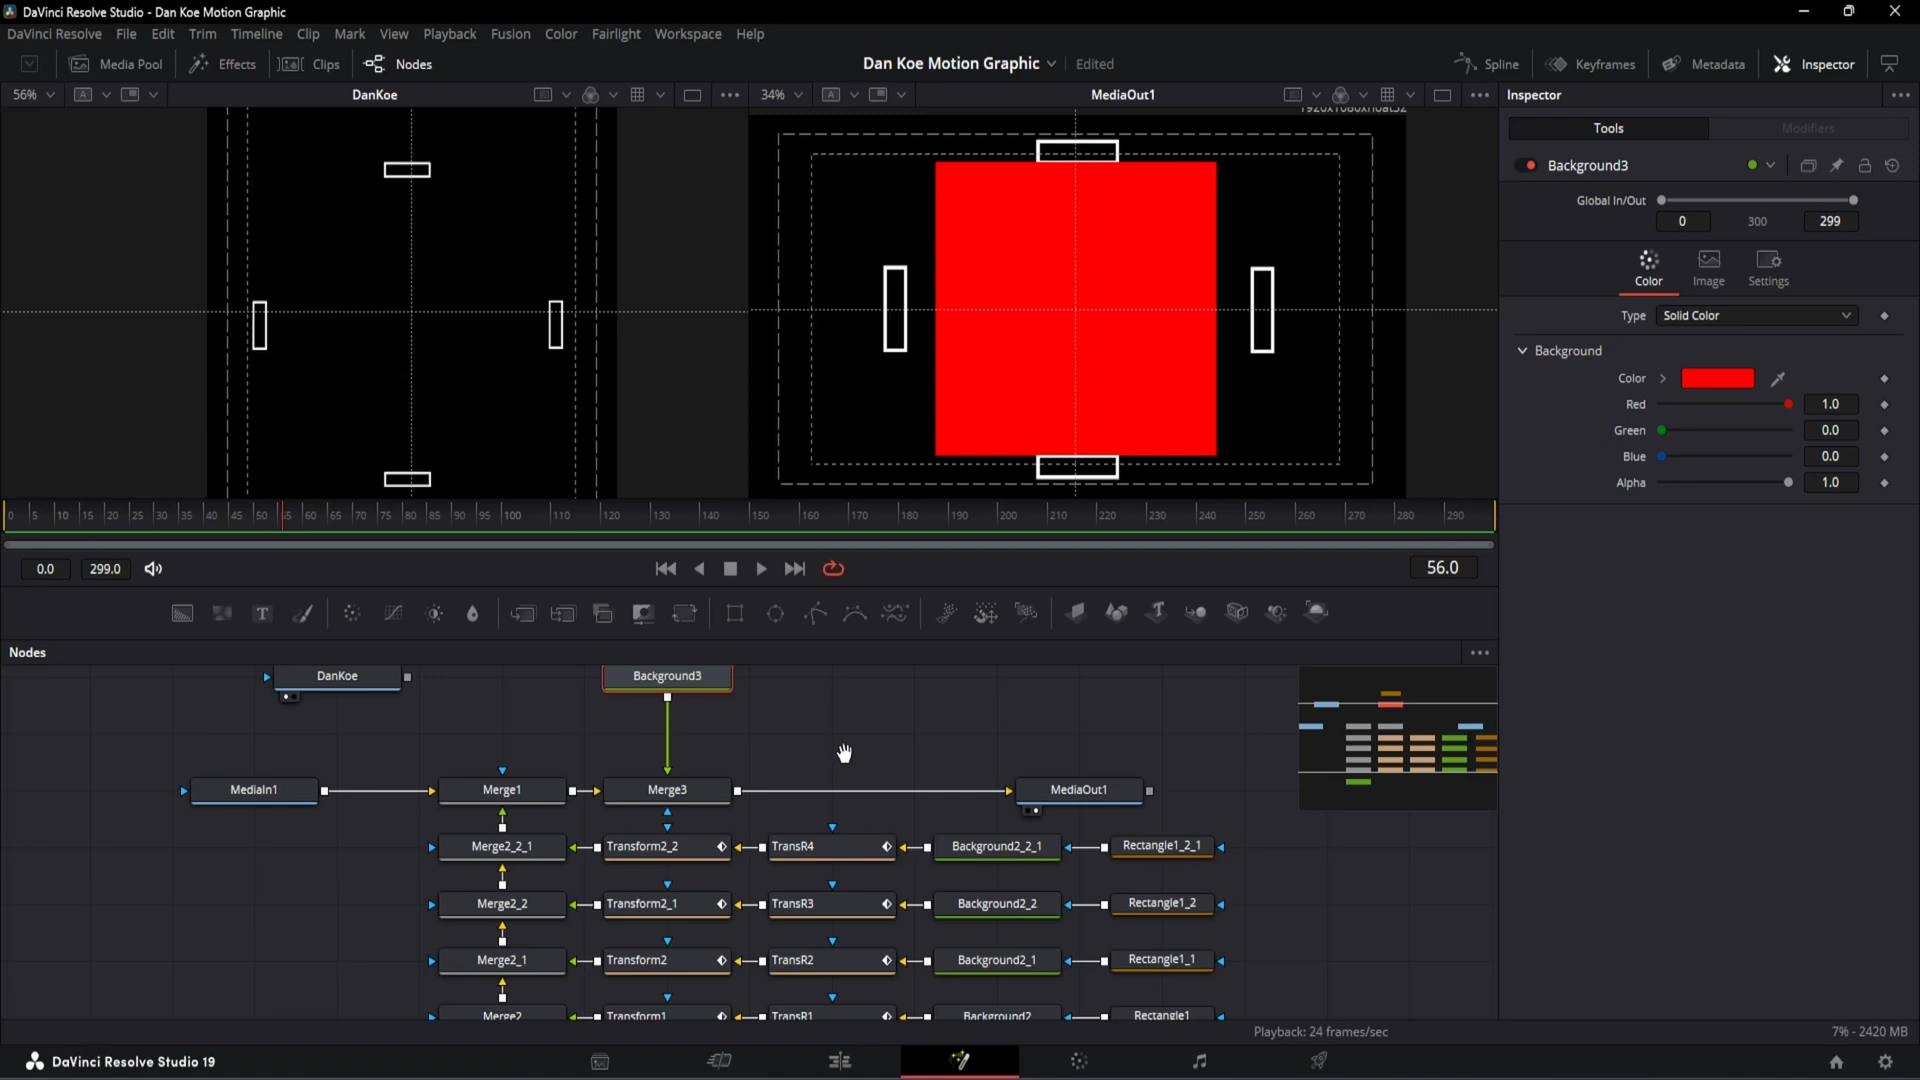 DaVinci Resolve Studio - Dan Koe Motion Graphic
DaVinci Resolve File Edit Trim Timeline Clip Mark View Playback Fusion Color Fairlight Workspace Help
Media Pool Effects Clips Nodes Dan Koe Motion Graphic Edited Spline Keyframes Metadata Inspector
56% DanKoe 34% MediaOut1 Inspector
Tools Modifiers
Background3
Global In/Out
0 300 299
Color Image Settings
Type Solid Color
Background
Color
Red 1.0
Green 0.0
Blue 0.0
Alpha 1.0
0 5 10 15 20 25 30 35 40 45 50 55 60 65 70 75 80 85 90 95 100 110 120 130 140 150 160 170 180 190 200 210 220 230 240 250 260 270 280 290
0.0 299.0 56.0
Nodes
DanKoe Background3
MediaIn1 Merge1 Merge3 MediaOut1
Merge2_2_1 Transform2_2 TransR4 Background2_2_1 Rectangle1_2_1
Merge2_2 Transform2_1 TransR3 Background2_2 Rectangle1_2
Merge2_1 Transform2 TransR2 Background2_1 Rectangle1_1
Merge2 Transform1 TransR1 Background2 Rectangle1
Playback: 24 frames/sec 7% - 2420 MB
DaVinci Resolve Studio 19